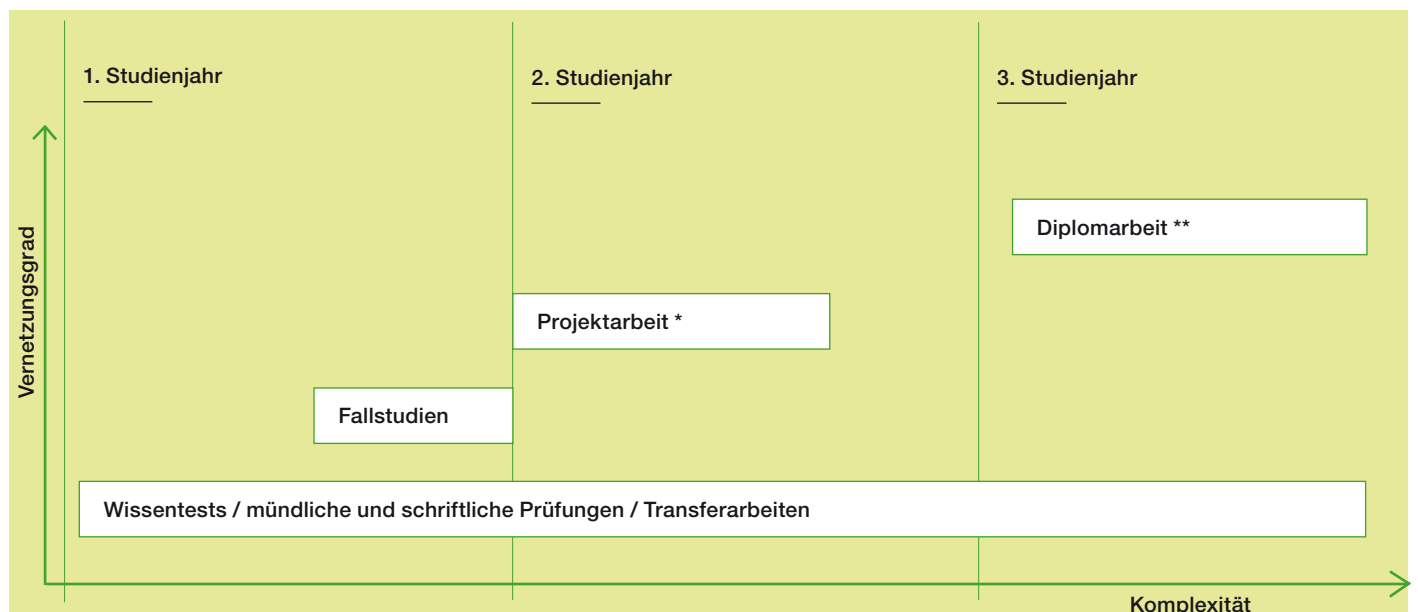 1. Studienjahr
2. Studienjahr
3. Studienjahr
Vernetzungsgrad
Diplomarbeit **
Projektarbeit *
Fallstudien
Wissentests / mündliche und schriftliche Prüfungen / Transferarbeiten
Komplexität